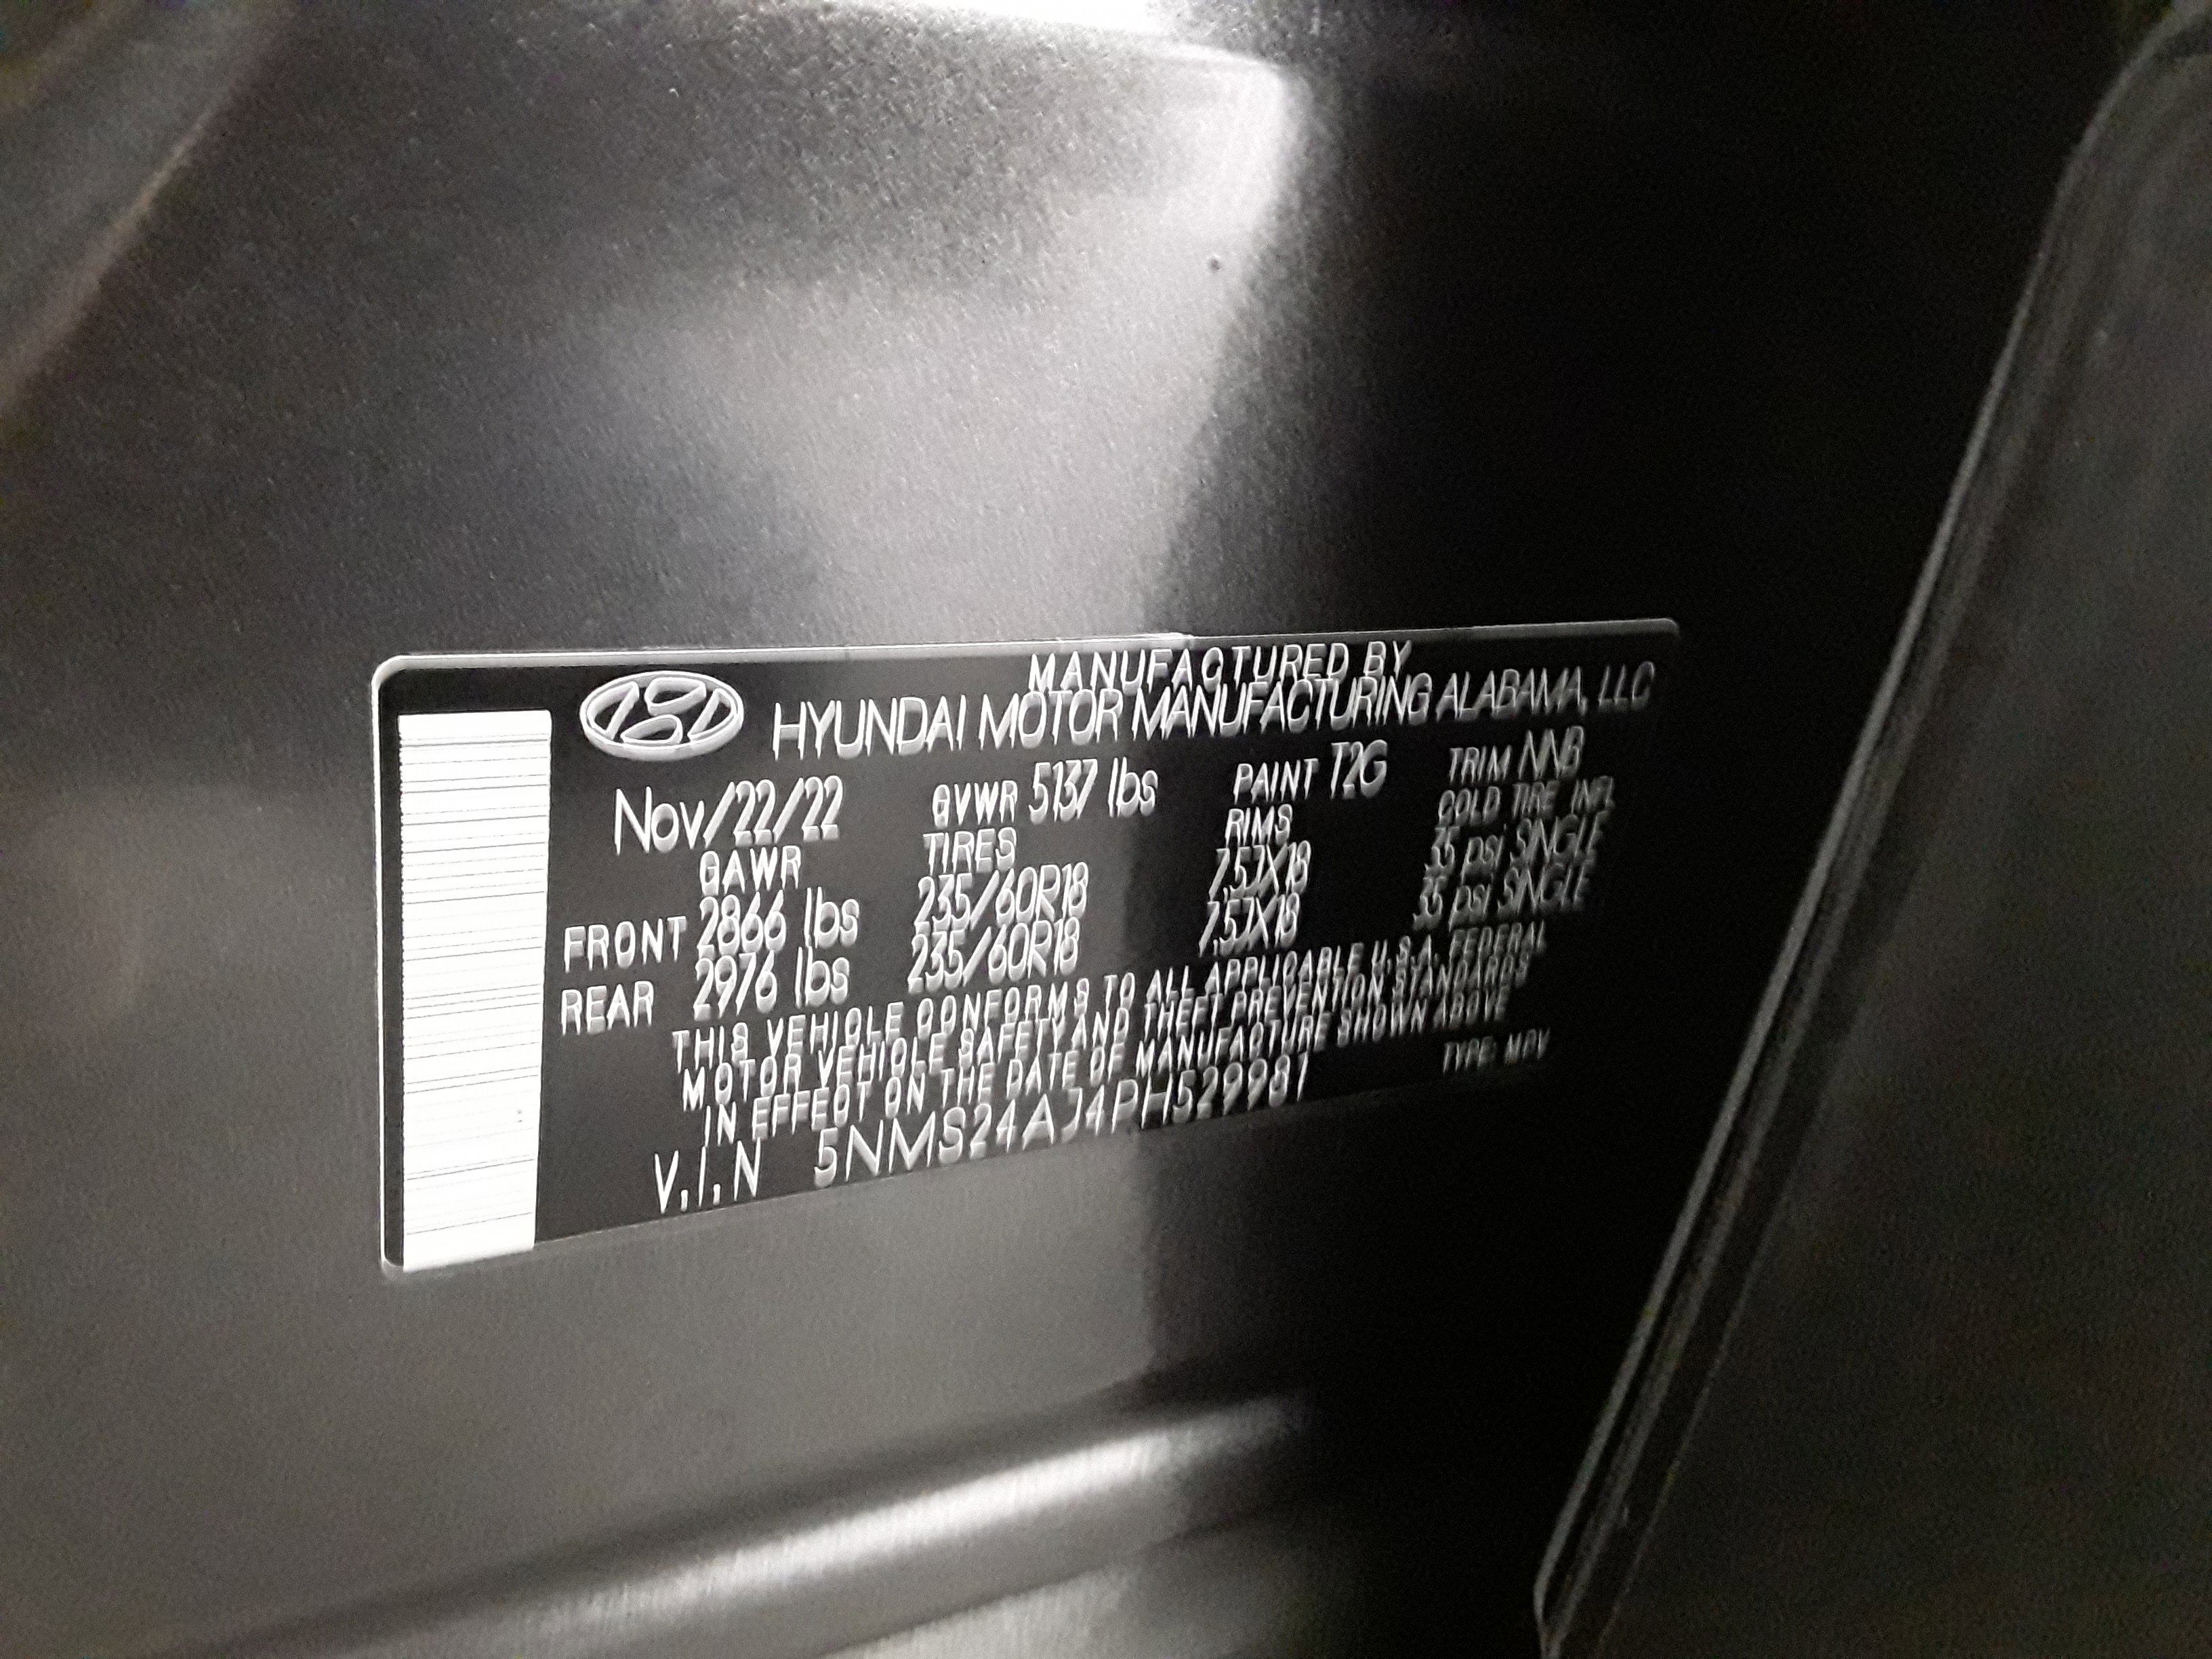 MANUFACTURED BY
HYUNDAI MOTOR MANUFACTURING ALABAMA, LLC
Nov/22/22 GVWR 5137 lbs PAINT T2G TRIM NNB
GAWR TIRES RIMS COLD TIRE INFL
FRONT 2866 lbs 235/60R18 7.5JX18 35 psi SINGLE
REAR 2976 lbs 235/60R18 7.5JX18 35 psi SINGLE
THIS VEHICLE CONFORMS TO ALL APPLICABLE U.S.A. FEDERAL
MOTOR VEHICLE SAFETY AND THEFT PREVENTION STANDARDS
IN EFFECT ON THE DATE OF MANUFACTURE SHOWN ABOVE
V.I.N 5NMS24AJ4PH529981 TYPE: MPV